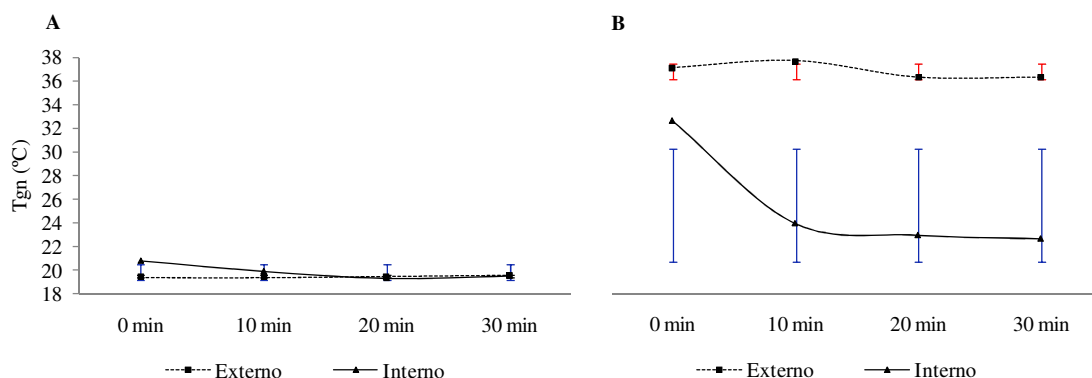 A
B
Tgn (ºC)
38
36
34
32
30
28
26
24
22
20
18
0 min 10 min 20 min 30 min
0 min 10 min 20 min 30 min
Externo Interno
Externo Interno